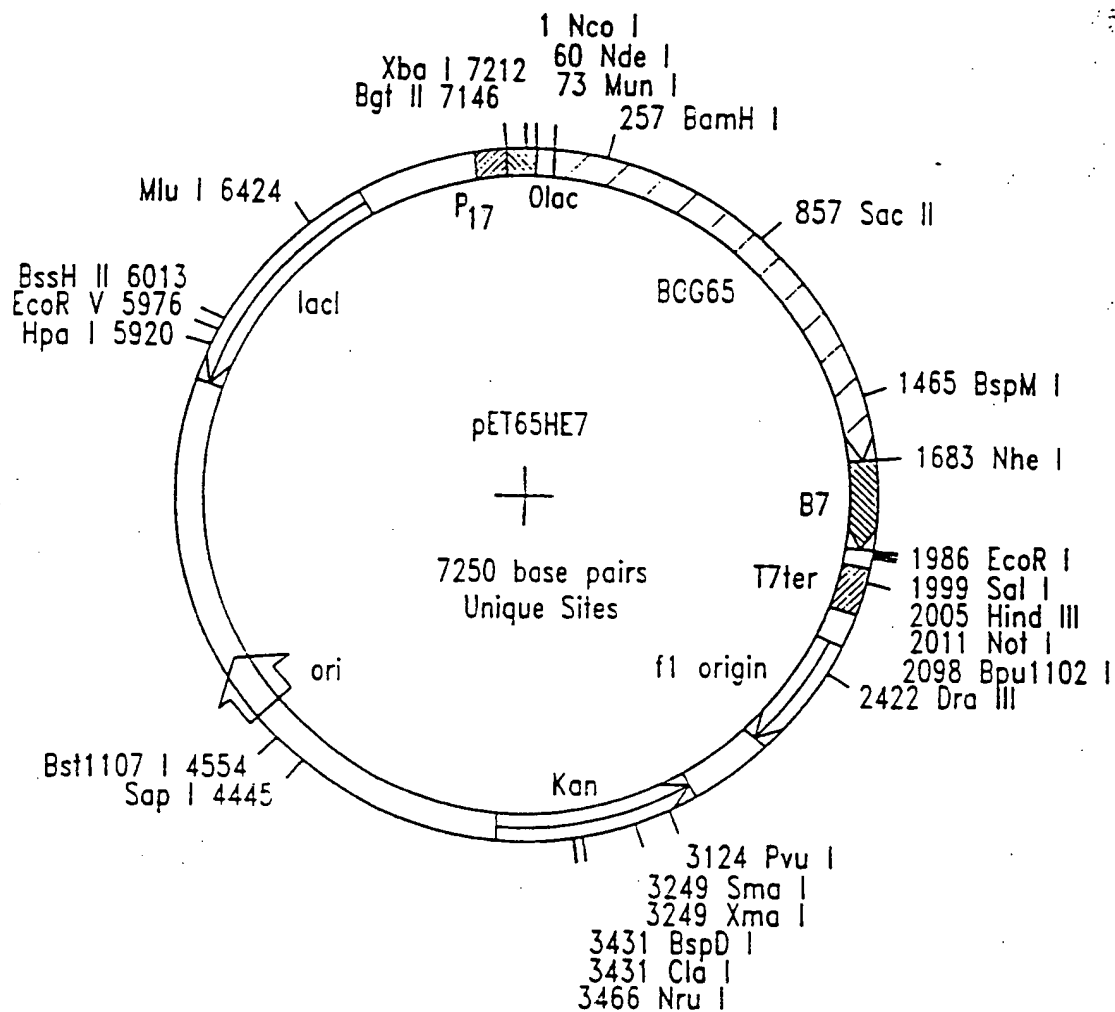 1 Nco I
60 Nde I
73 Mun I
Xba I 7212
Bgt II 7146
257 BamH I
Mlu I 6424
P17
Olac
857 Sac II
BssH II 6013
EcoR V 5976
Hpa I 5920
lacI
BCG65
1465 BspM I
pET65HE7
1683 Nhe I
B7
7250 base pairs
Unique Sites
T7ter
1986 EcoR I
1999 Sal I
2005 Hind III
2011 Not I
2098 Bpu1102 I
2422 Dra III
f1 origin
ori
Bst1107 I 4554
Sap I 4445
Kan
3124 Pvu I
3249 Sma I
3249 Xma I
3431 BspD I
3431 Cla I
3466 Nru I